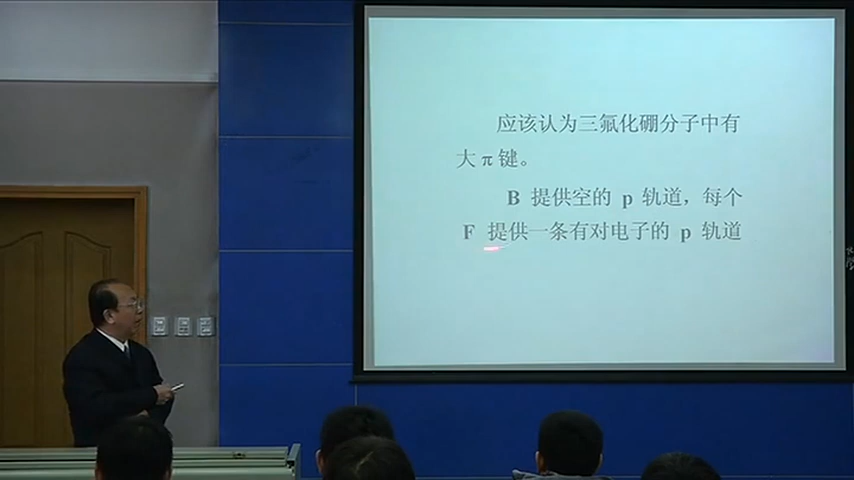 应该认为三氟化硼分子中有
大 π 键。
B 提供空的 p 轨道，每个
F 提供一条有对电子的 p 轨道